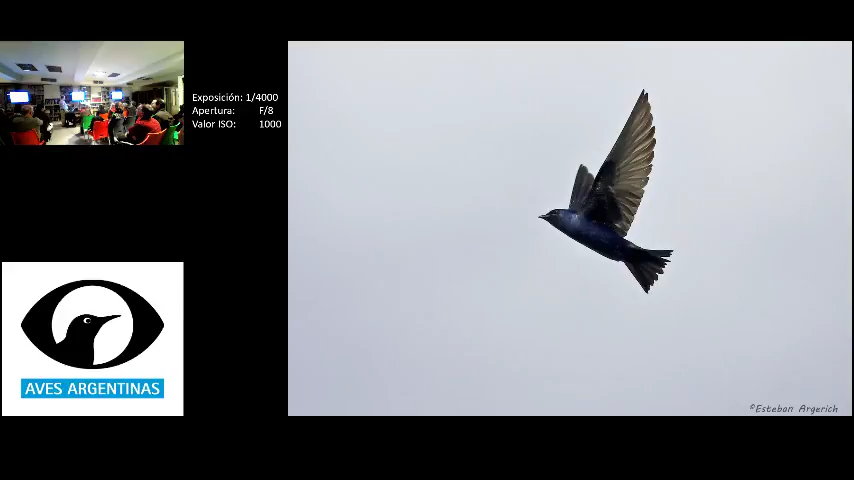 Exposición: 1/4000
Apertura: F/8
Valor ISO: 1000
AVES ARGENTINAS
©Esteban Argerich